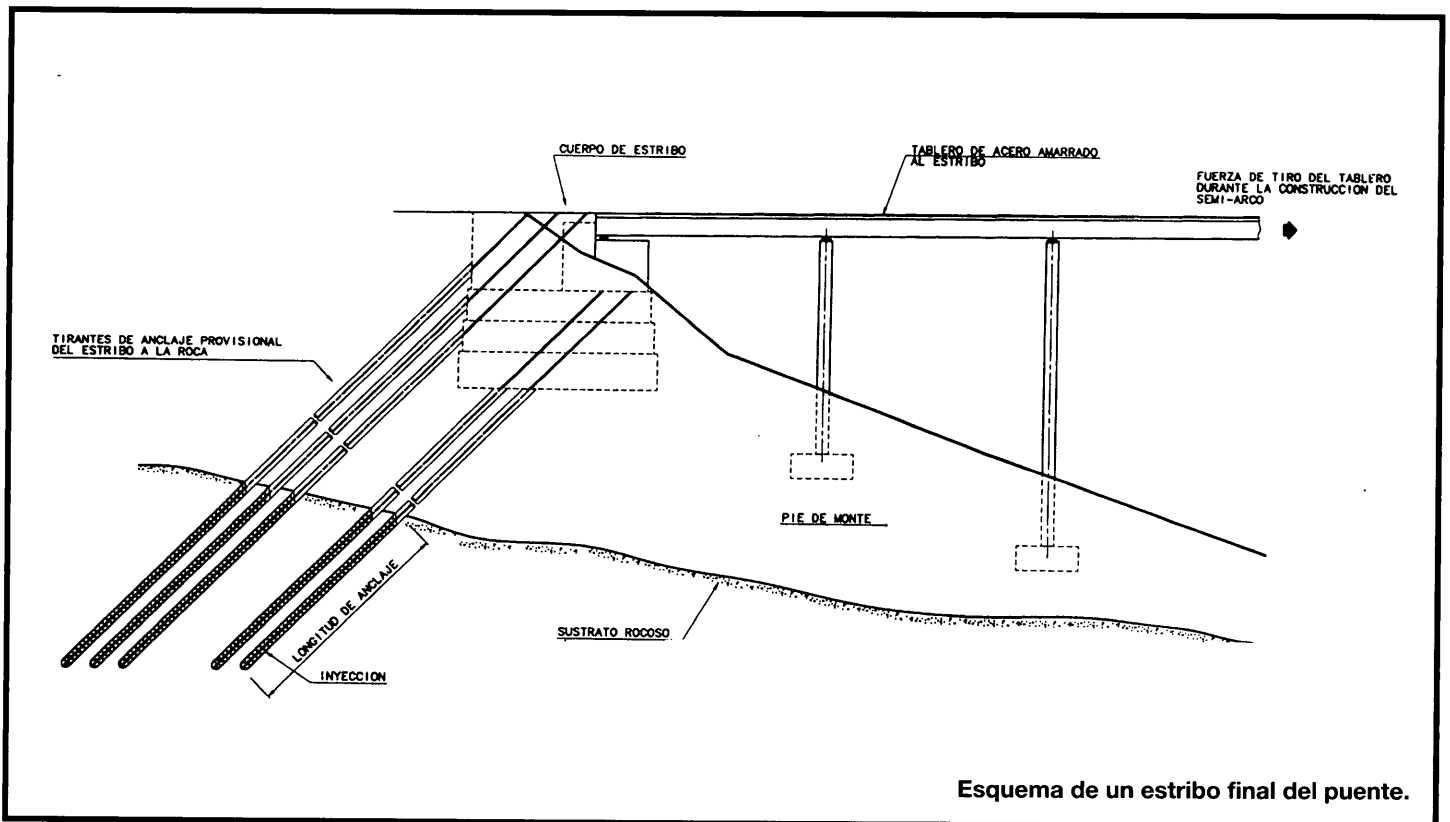 CUERPO DE ESTRIBO
TABLERO DE ACERO AMARRADO
AL ESTRIBO
FUERZA DE TIRO DEL TABLERO
DURANTE LA CONSTRUCCION DEL
SEMI-ARCO
TIRANTES DE ANCLAJE PROVISIONAL
DEL ESTRIBO A LA ROCA
PIE DE MONTE
LONGITUD DE ANCLAJE
SUSTRATO ROCOSO
INYECCION
Esquema de un estribo final del puente.